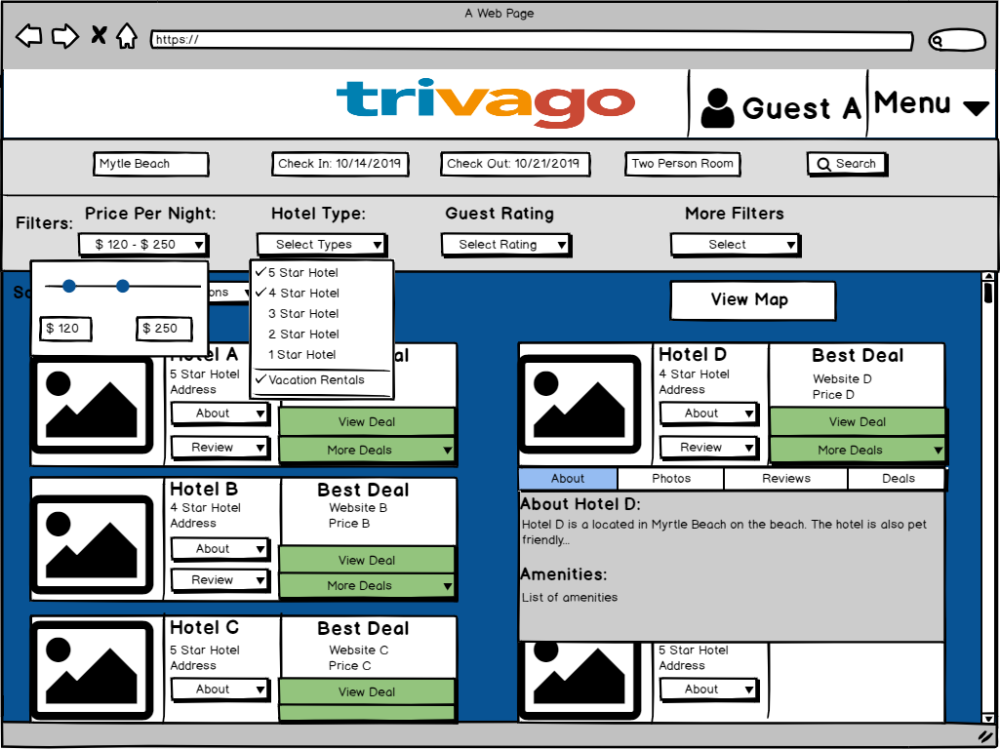 A Web Page
https://
trivago
Guest A
Menu
Mytle Beach
Check In: 10/14/2019
Check Out: 10/21/2019
Two Person Room
Search
Filters:
Price Per Night:
Hotel Type:
Guest Rating
More Filters
$ 120 - $ 250
Select Types
Select Rating
Select
$ 120
$ 250
5 Star Hotel
4 Star Hotel
3 Star Hotel
2 Star Hotel
1 Star Hotel
Vacation Rentals
View Map
Hotel A
5 Star Hotel
Address
About
Review
View Deal
More Deals
Hotel B
4 Star Hotel
Address
About
Review
Best Deal
Website B
Price B
View Deal
More Deals
Hotel C
5 Star Hotel
Address
About
Best Deal
Website C
Price C
View Deal
Hotel D
4 Star Hotel
Address
About
Review
Best Deal
Website D
Price D
View Deal
More Deals
About
Photos
Reviews
Deals
About Hotel D:
Hotel D is a located in Myrtle Beach on the beach. The hotel is also pet
friendly...
Amenities:
List of amenities
5 Star Hotel
Address
About